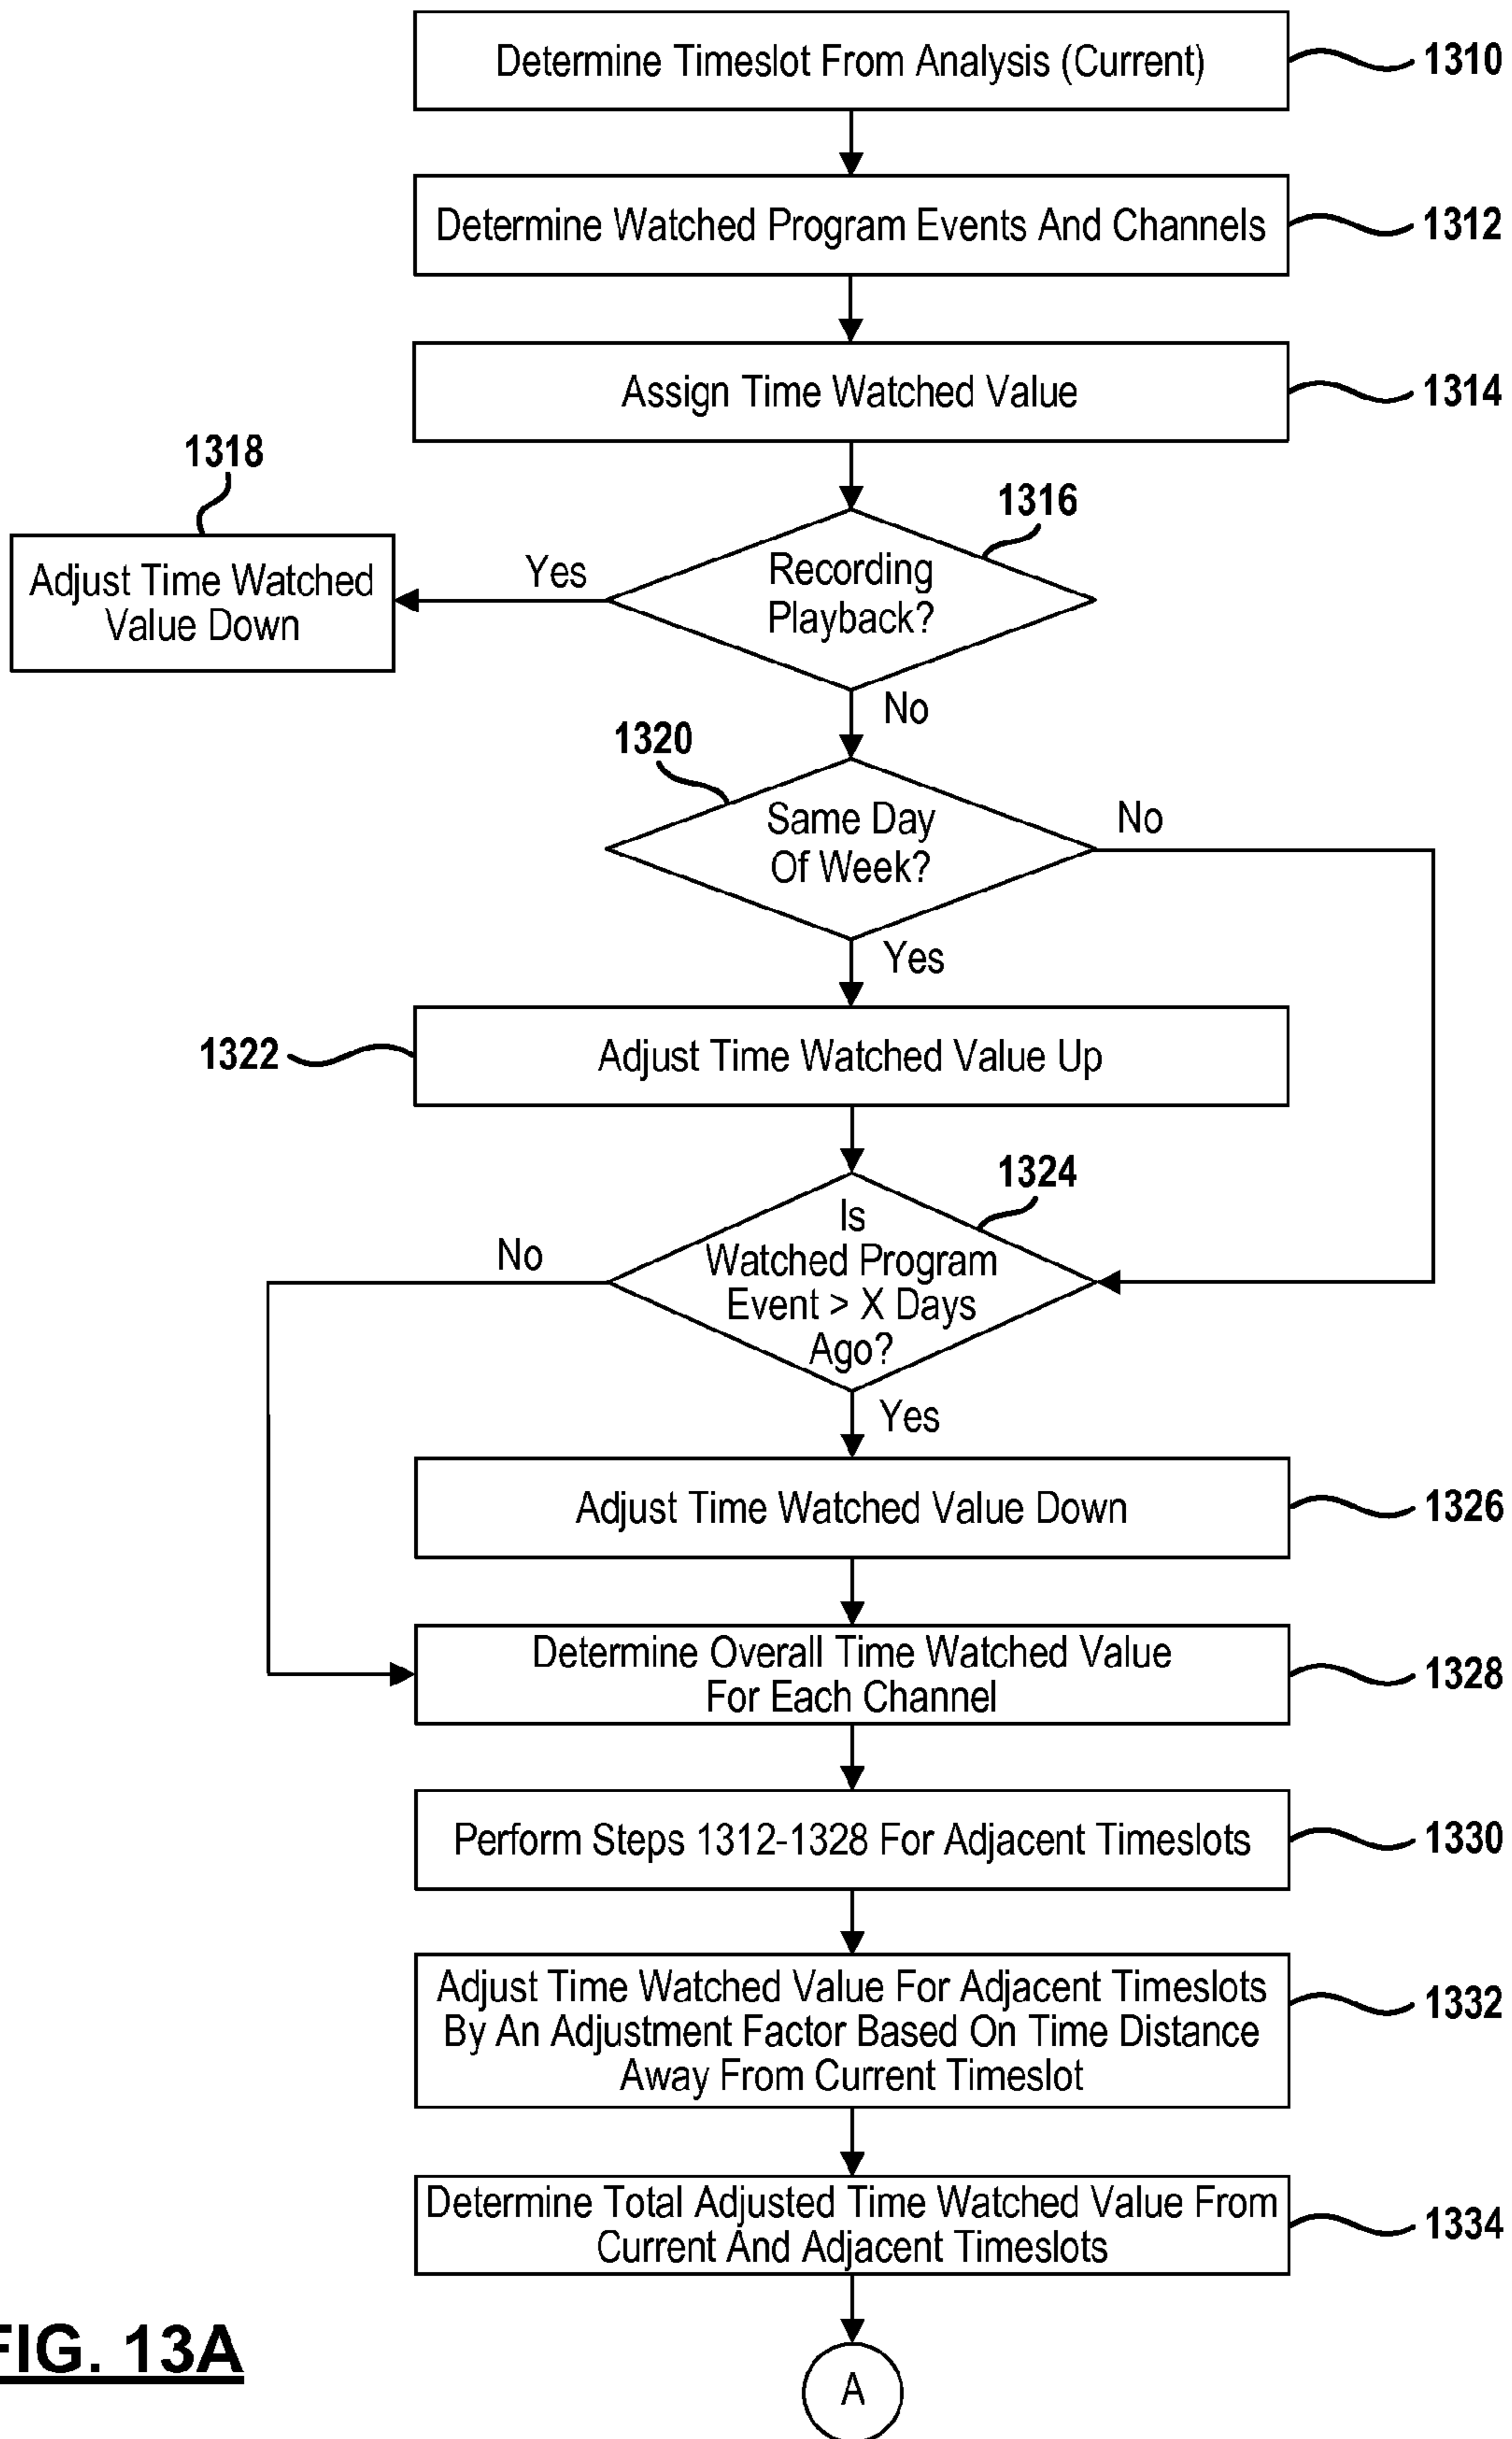 Determine Timeslot From Analysis (Current)
1310
Determine Watched Program Events And Channels
1312
Assign Time Watched Value
1314
1318
Adjust Time Watched
Value Down
Yes
1316
Recording
Playback?
No
1320
Same Day
Of Week?
No
Yes
1322
Adjust Time Watched Value Up
1324
Is
Watched Program
Event > X Days
Ago?
No
Yes
Adjust Time Watched Value Down
1326
Determine Overall Time Watched Value
For Each Channel
1328
Perform Steps 1312-1328 For Adjacent Timeslots
1330
Adjust Time Watched Value For Adjacent Timeslots
By An Adjustment Factor Based On Time Distance
Away From Current Timeslot
1332
Determine Total Adjusted Time Watched Value From
Current And Adjacent Timeslots
1334
FIG. 13A
A